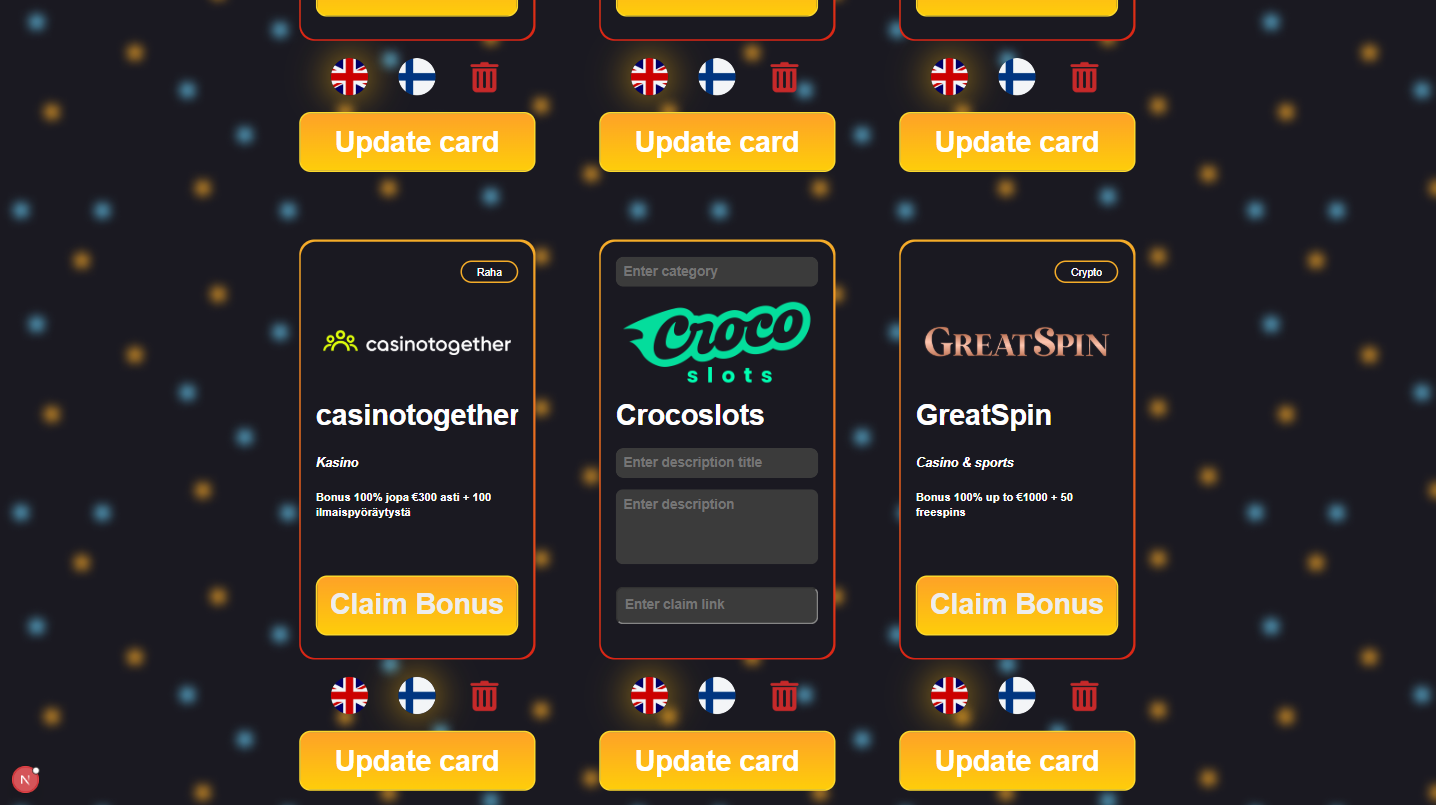 Update card
Update card
Update card
Raha
casinotogether
casinotogether
Kasino
Bonus 100% jopa €300 asti + 100
ilmaispyöräytystä
Claim Bonus
Enter category
Croco
slots
Crocoslots
Enter description title
Enter description
Enter claim link
Crypto
GREATSPIN
GreatSpin
Casino & sports
Bonus 100% up to €1000 + 50
freespins
Claim Bonus
Update card
Update card
Update card
N